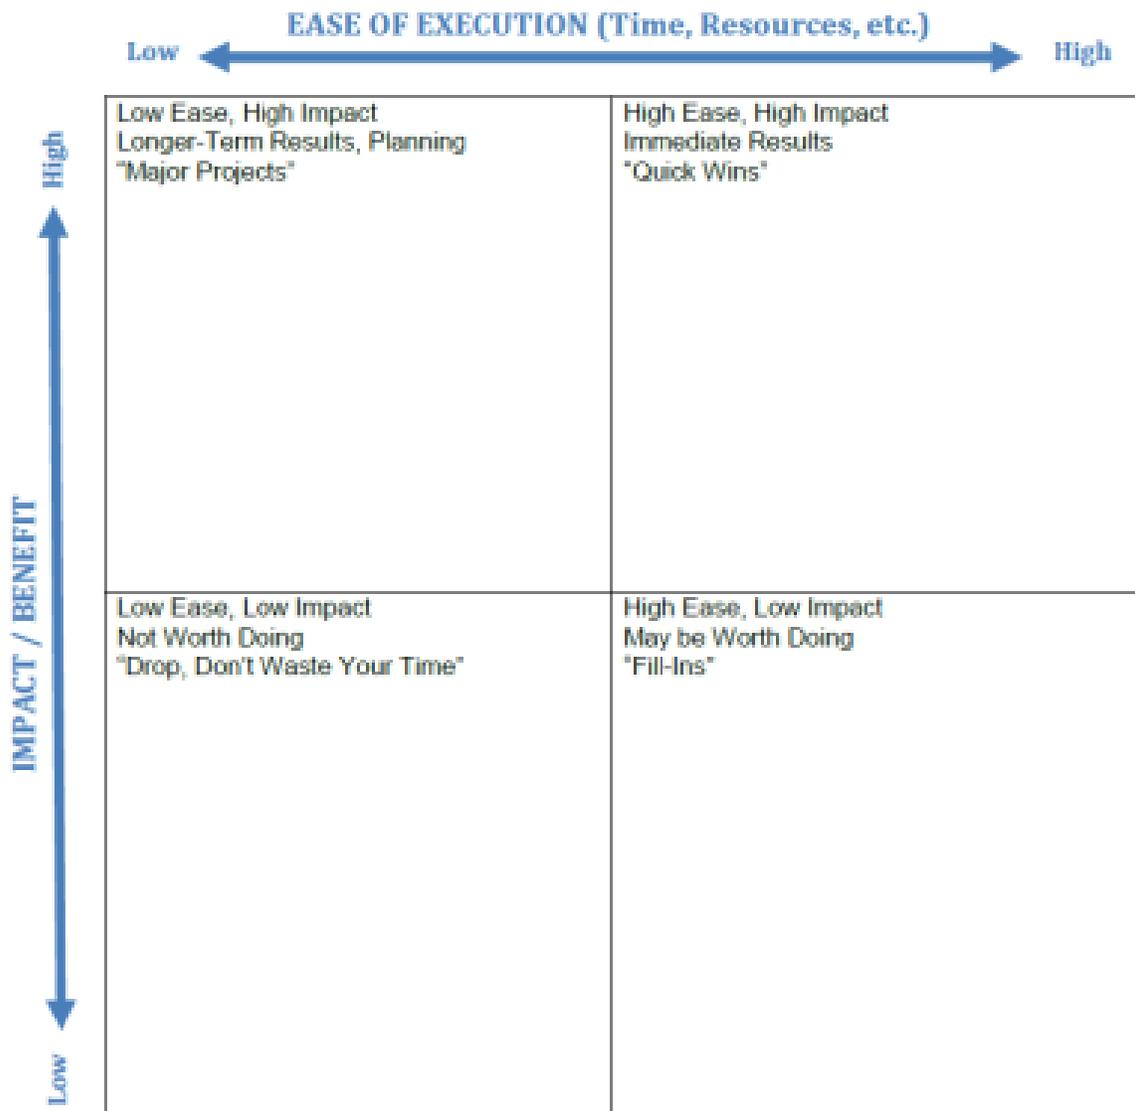 EASE OF EXECUTION (Time, Resources, etc.)
Low
High
High
IMPACT / BENEFIT
Low
Low Ease, High Impact
Longer-Term Results, Planning
"Major Projects"
High Ease, High Impact
Immediate Results
"Quick Wins"
Low Ease, Low Impact
Not Worth Doing
"Drop, Don't Waste Your Time"
High Ease, Low Impact
May be Worth Doing
"Fill-Ins"